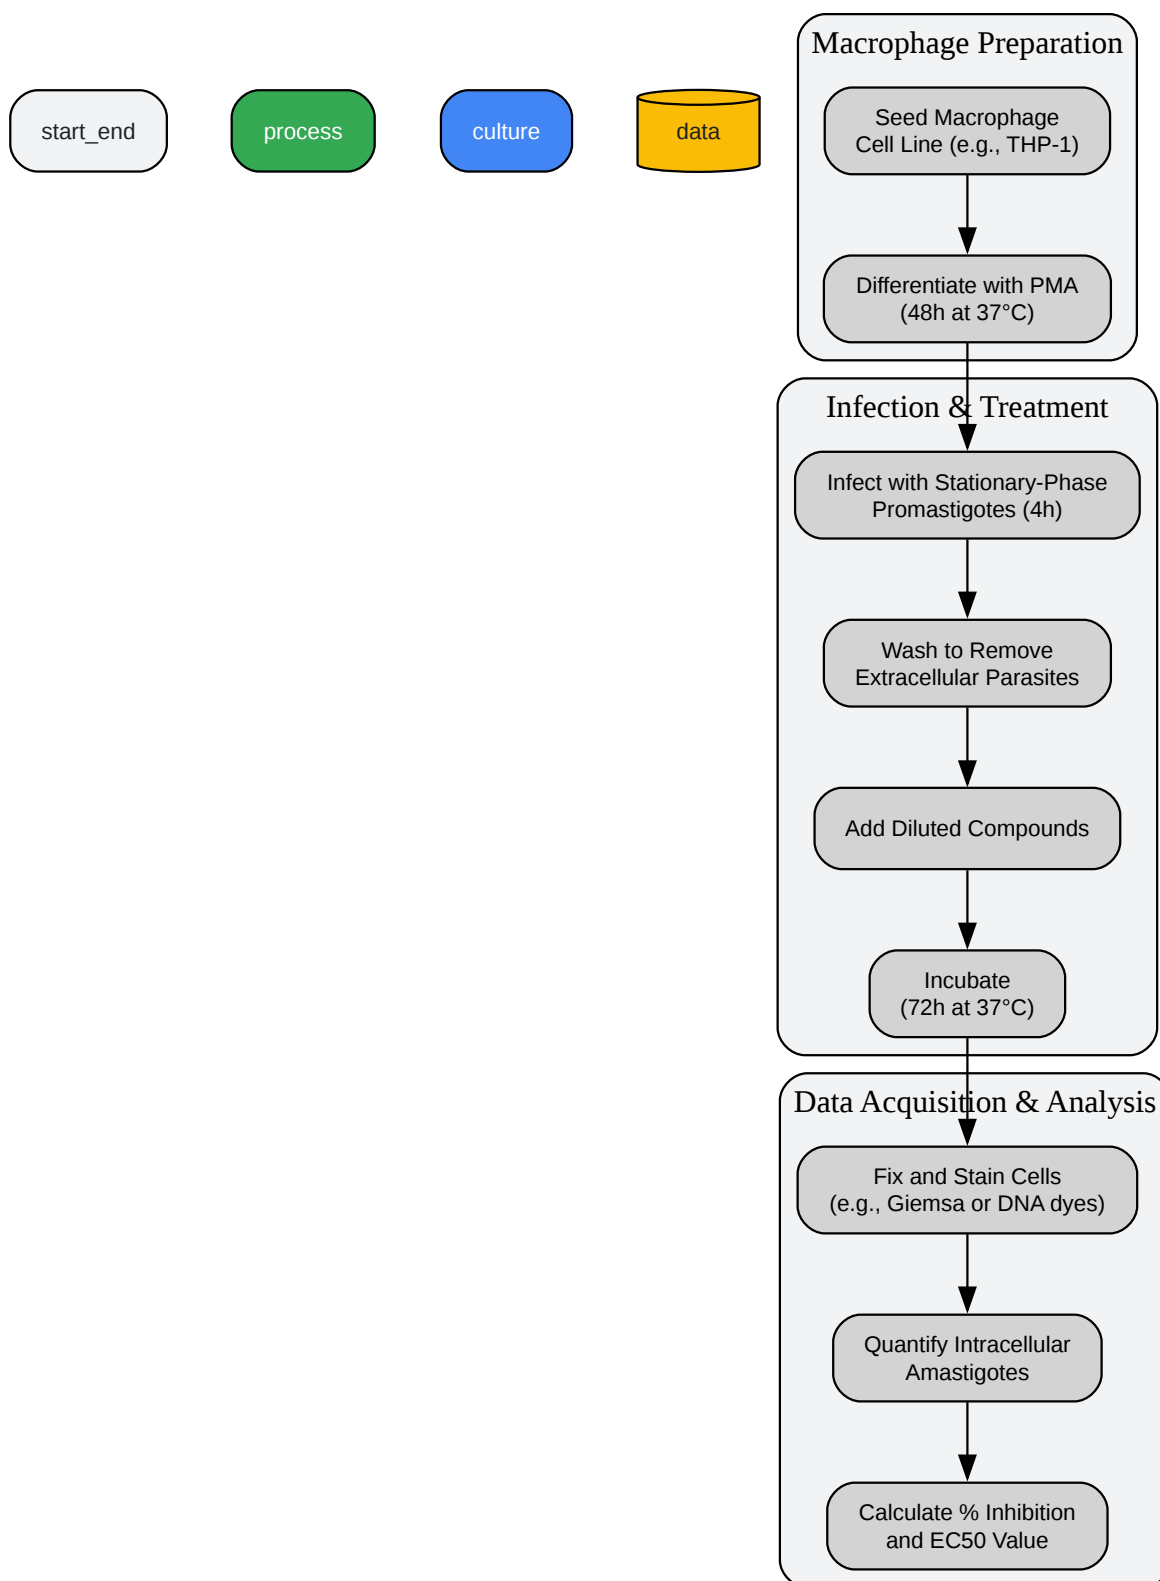 start_end
process
culture
data
Macrophage Preparation
Seed Macrophage
Cell Line (e.g., THP-1)
Differentiate with PMA
(48h at 37°C)
Infection & Treatment
Infect with Stationary-Phase
Promastigotes (4h)
Wash to Remove
Extracellular Parasites
Add Diluted Compounds
Incubate
(72h at 37°C)
Data Acquisition & Analysis
Fix and Stain Cells
(e.g., Giemsa or DNA dyes)
Quantify Intracellular
Amastigotes
Calculate % Inhibition
and EC50 Value